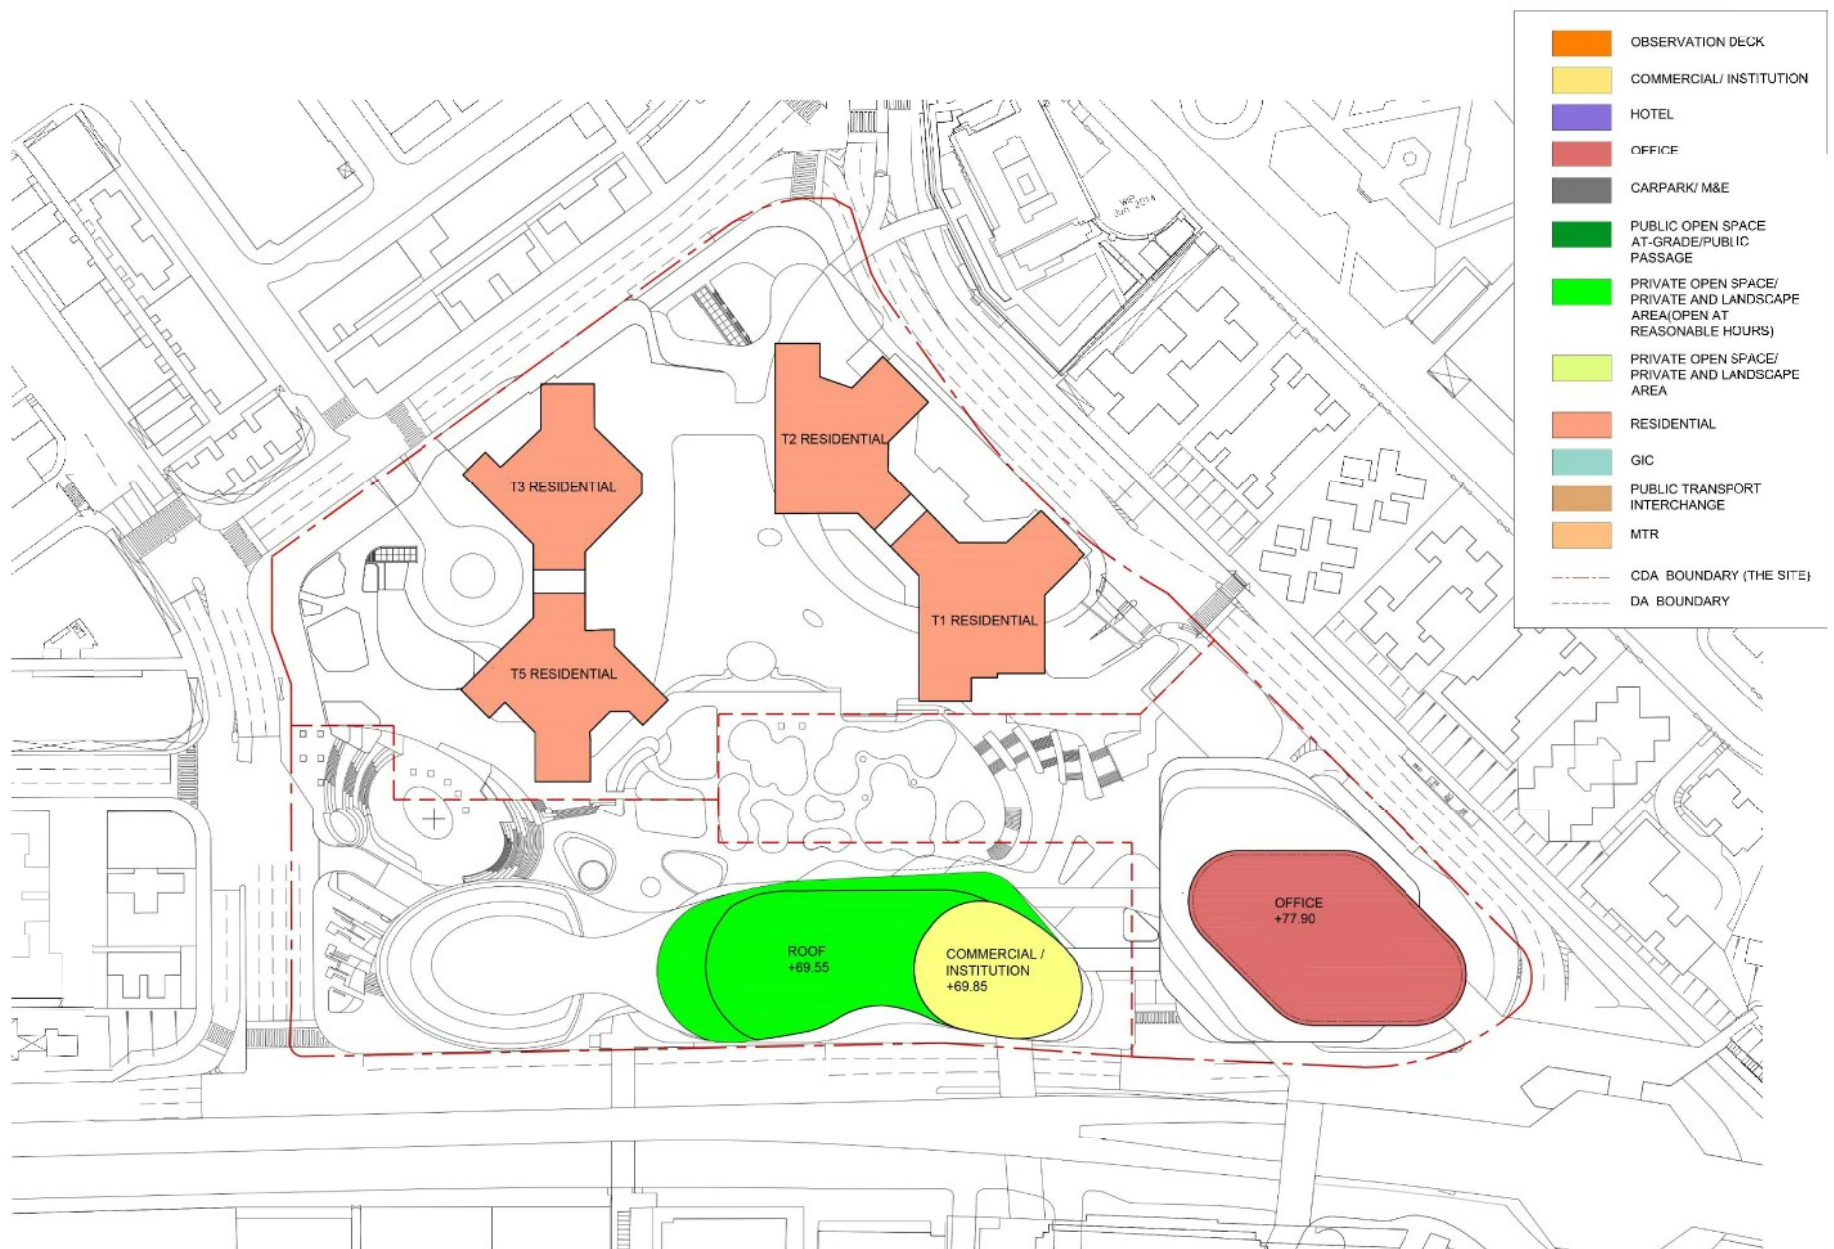 OBSERVATION DECK
COMMERCIAL/ INSTITUTION
HOTEL
OFFICE
CARPARK/ M&E
PUBLIC OPEN SPACE
AT-GRADE/PUBLIC
PASSAGE
PRIVATE OPEN SPACE/
PRIVATE AND LANDSCAPE
AREA(OPEN AT
REASONABLE HOURS)
PRIVATE OPEN SPACE/
PRIVATE AND LANDSCAPE
AREA
RESIDENTIAL
GIC
PUBLIC TRANSPORT
INTERCHANGE
MTR
CDA BOUNDARY (THE SITE)
DA BOUNDARY
WIP
Jun 2014
T2 RESIDENTIAL
T3 RESIDENTIAL
T1 RESIDENTIAL
T5 RESIDENTIAL
OFFICE
+77.90
ROOF
+69.55
COMMERCIAL /
INSTITUTION
+69.85